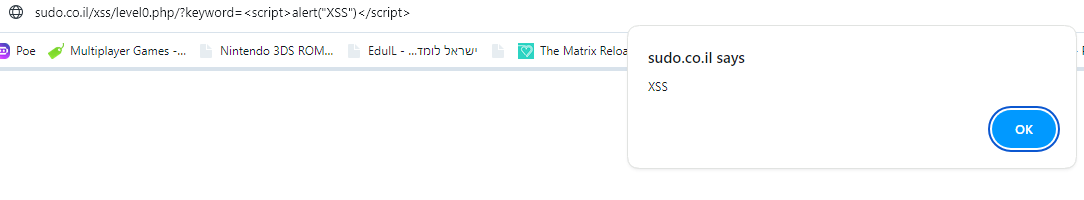 sudo.co.il/xss/level0.php/?keyword=<script>alert("XSS")</script>
Poe
Multiplayer Games -...
Nintendo 3DS ROM...
EduIL - ...ישראל לומד
The Matrix Reloa
sudo.co.il says
XSS
OK